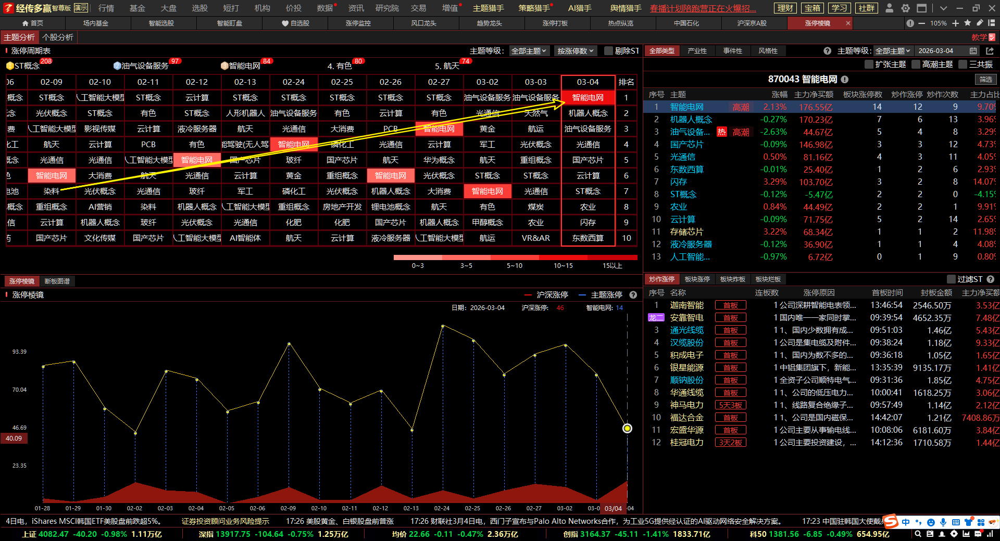 经传多赢 智尊版 演示 行情 基金 大盘 选股 短打 机构 价投 数据 资讯 研究院 交易 增值 主题猎手 策略猎手 AI猎手 舆情猎手 春播计划陪跑营正在火爆招... 理财 宝箱 学习 社群
首页 场内基金 智能选股 智能盯盘 自选股 涨停监控 风口龙头 趋势龙头 涨停打板 热点纵览 中国石化 沪深京A股 涨停棱镜 105%
主题分析 个股分析 教学
涨停周期表 主题等级： 全部主题 按涨停数 剔除ST
ST概念 208 油气设备服务 97 智能电网 84 4. 有色 80 5. 航天 74
06 02-09 02-10 02-11 02-12 02-13 02-24 02-25 02-26 02-27 03-02 03-03 03-04 排名
概念 ST概念 人工智能大模型 ST概念 云计算 ST概念 ST概念 ST概念 ST概念 ST概念 油气设备服务 油气设备服务 智能电网 1
念 光伏概念 ST概念 有色 ST概念 人形机器人 油气设备服务 有色 云计算 有色 光通信 天然气 机器人概念 2
费 人工智能大模型 影视传媒 云计算 液冷服务器 航天 光通信 大消费 PCB 智能电网 黄金 航运 油气设备服务 3
化工 航天 云计算 PCB 有色 能驾驶(无人驾 智能电网 磷化工 光通信 云计算 军工 光伏概念 光通信 4
概念 光通信 光通信 人工智能大模型 智能电网 国产芯片 玻纤 国产芯片 航天 华为概念 航天 重组概念 国产芯片 5
色 智能电网 大消费 航天 光通信 云计算 黄金 重组概念 智能电网 光伏概念 ST概念 ST概念 云计算 6
电池 染料 光伏概念 光通信 玻纤 军工 磷化工 光伏概念 机器人概念 大消费 智能电网 光通信 ST概念 7
概念 重组概念 AI营销 染料 机器人概念 人工智能大模型 重组概念 房地产开发 锂电池概念 航天 有色 煤炭 农业 8
信 云计算 机器人概念 玻纤 光伏概念 光通信 化肥 化肥 国产芯片 机器人概念 甲醇概念 农业 闪存 9
药 国产芯片 文化传媒 国产芯片 人工智能大模型 AI智能体 航天 云计算 液冷服务器 人工智能大模型 航运 VR&AR 东数西算 10
0~3 3~5 5~10 10~15 15以上
涨停棱镜 断板图谱
涨停棱镜 沪深涨停 主题涨停
日期: 2026-03-04 沪深涨停: 46 智能电网: 14
93.39
70.04
46.69
40.09
23.35
01-28 01-29 01-30 02-02 02-03 02-04 02-05 02-06 02-09 02-10 02-11 02-12 02-13 02-24 02-25 02-26 02-27 03-02 03-0 03/04 -04
全部类型 产业性 事件性 风格性 主题等级： 全部主题 2026-03-04
扩张主题 高潮主题 三共振
870043 智能电网 筛选
序号 主题 涨幅 主力净买额 板块涨停数 炒作涨停 炒作次数 主力占比
1 智能电网 高潮 2.13% 176.55亿 14 12 9 9.70%
2 机器人概念 -0.27% 170.23亿 7 6 13 3.96%
3 油气设备... 热 高潮 -2.63% 44.67亿 5 4 8 3.29%
4 国产芯片 -0.09% 146.98亿 3 3 12 4.73%
5 光通信 0.50% 81.16亿 4 3 11 4.05%
6 东数西算 -0.01% 25.40亿 1 2 6 2.93%
7 闪存 3.29% 103.70亿 3 2 8 14.07%
8 ST概念 -0.12% -5.47亿 2 2 0 -4.15%
9 农业 0.84% 44.49亿 2 2 1 9.91%
10 云计算 -0.09% 71.75亿 5 2 14 2.65%
11 存储芯片 3.22% 68.34亿 1 1 2 11.98%
12 液冷服务器 -0.12% 36.90亿 1 1 4 4.08%
13 人工智能... -0.97% 6.72亿 0 1 9 0.80%
炒作涨停 板块涨停 板块炸板 板块烂板 过滤ST
序号 名称 连板数 涨停原因 首板时间 封板金额 主力净买额
1 迦南智能 首板 1 公司深耕智能电表领... 13:46:54 2546.50万 3.53亿
龙二 安靠智电 首板 1 国内唯一一家同时掌... 09:39:54 4652.35万 7.48亿
3 通光线缆 首板 1 1、国内少数拥有成... 09:51:03 1.46亿 5.43亿
4 汉缆股份 首板 1 公司是集电缆及附件... 09:38:24 1.18亿 9.33亿
5 积成电子 首板 1 1、国内为数不多的... 09:36:18 1.05亿 1.65亿
6 银星能源 首板 1 中铝集团旗下，新能... 13:35:39 9135.17万 1.41亿
7 顺钠股份 首板 1 全资子公司顺特电气... 09:31:36 1.85亿 4.75亿
8 华通线缆 首板 1 1、公司的低压电力... 10:00:41 1618.25万 3.06亿
9 神马电力 5天3板 1 1、线路复合绝缘子... 09:57:49 1.14亿 2.12亿
10 福达合金 首板 1 1、公司是国内磁保... 14:42:07 1.21亿 7408.86万
11 宏盛华源 首板 1 公司主要从事输电线... 10:08:06 6181.60万 3.84亿
12 桂冠电力 3天2板 1 公司主要投资建设，... 14:12:36 1710.58万 1.44亿
4日电，iShares MSCI韩国ETF美股盘前跌超5%。 证券投资顾问业务风险提示 17:26 美股黄金、白银股盘前普涨 17:26 财联社3月4日电，西门子宣布与Palo Alto Networks合作，为工业5G提供经认证的AI驱动网络安全解决方案。 17:23 中国驻韩国大使戴 中
上证 4082.47 -40.20 -0.98% 1.11万亿 深指 13917.75 -104.64 -0.75% 1.25万亿 均价 22.66 -0.11 -0.47% 2.36万亿 创指 3164.37 -45.11 -1.41% 1833.71亿 科50 1381.56 -6.85 -0.49% 654.95亿